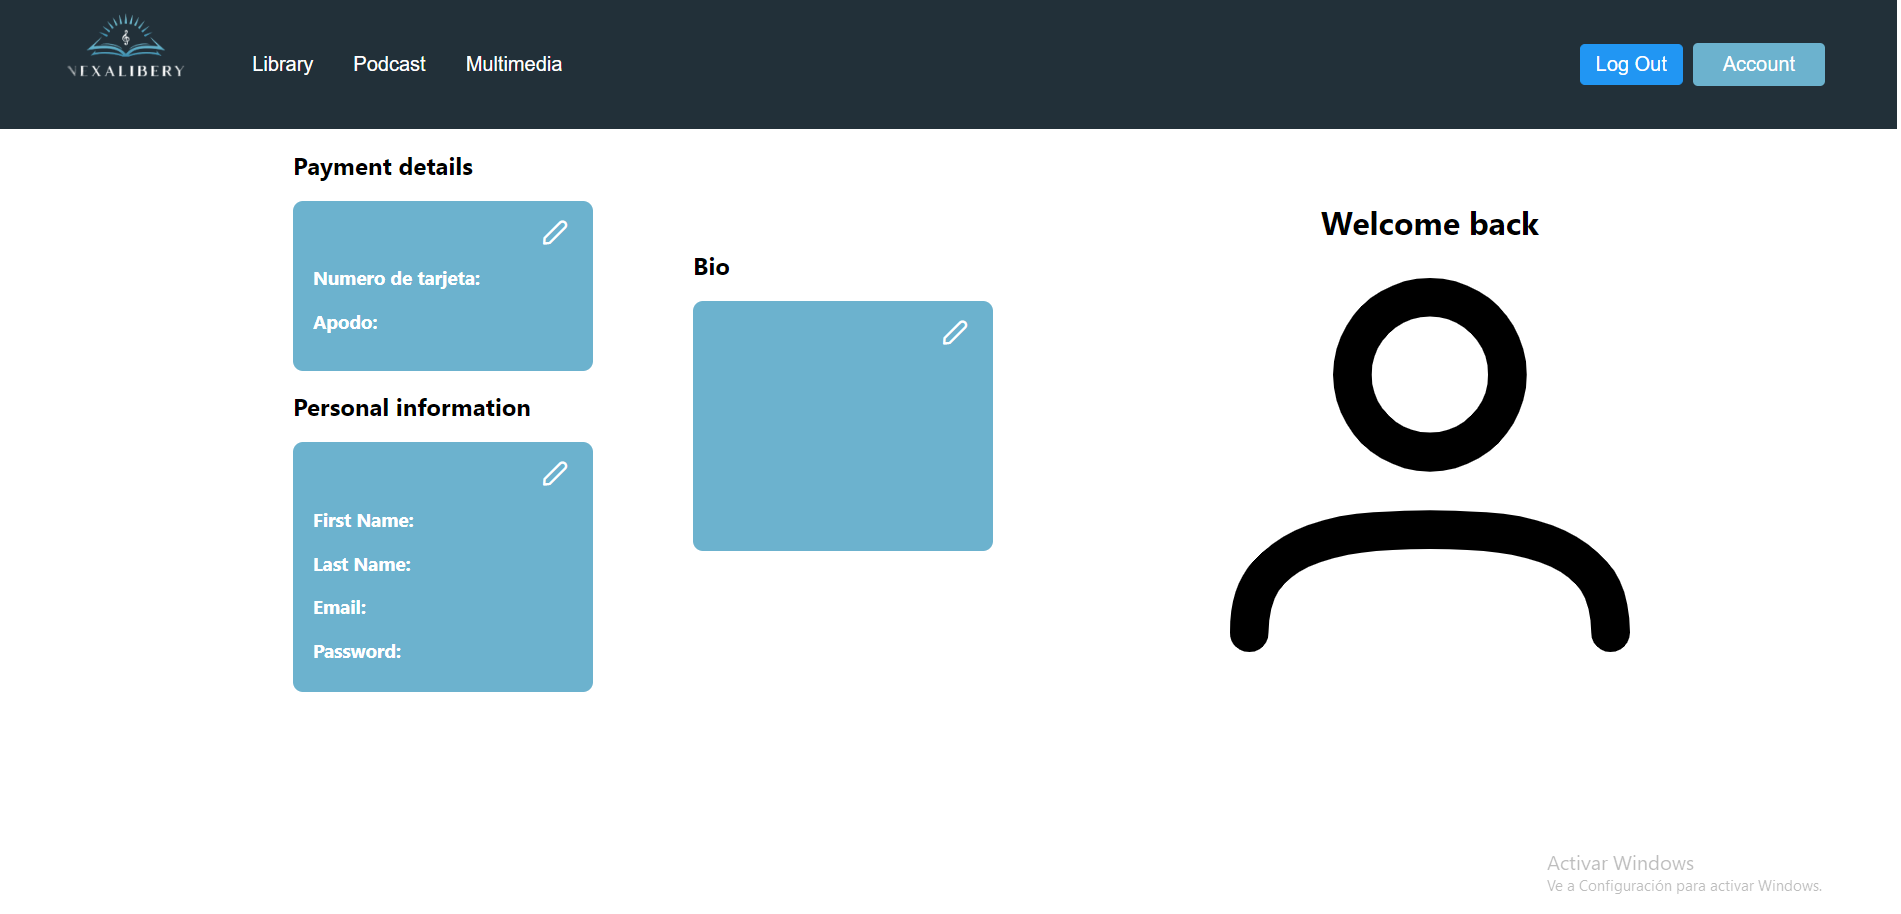 NEXALIBERY
Library
Podcast
Multimedia
Log Out
Account
Payment details
Numero de tarjeta:
Apodo:
Personal information
First Name:
Last Name:
Email:
Password:
Bio
Welcome back
Activar Windows
Ve a Configuración para activar Windows.